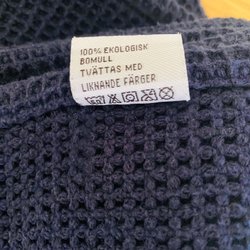 100% EKOLOGISK
BOMULL
TVÄTTAS MED
LIKNANDE FÄRGER